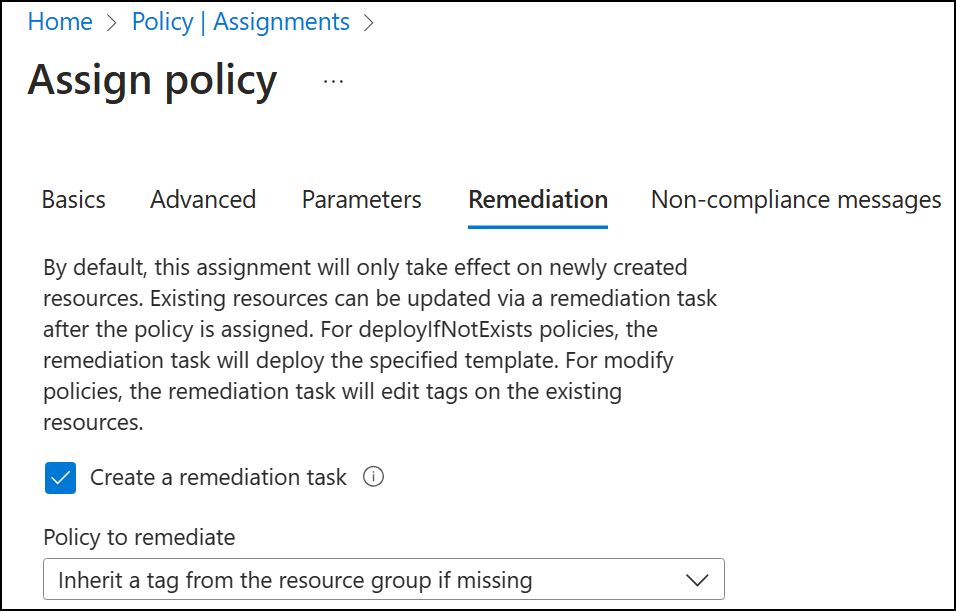 Home > Policy | Assignments >
Assign policy ...
Basics Advanced Parameters Remediation Non-compliance messages
By default, this assignment will only take effect on newly created
resources. Existing resources can be updated via a remediation task
after the policy is assigned. For deployIfNotExists policies, the
remediation task will deploy the specified template. For modify
policies, the remediation task will edit tags on the existing
resources.
Create a remediation task
Policy to remediate
Inherit a tag from the resource group if missing